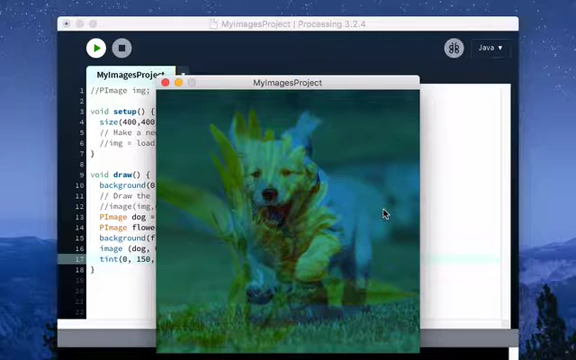 MyImagesProject | Processing 3.2.4
Java ▾
MyImagesProject
MyImagesProject
1 //PImage img;
2
3 void setup() {
4 size(400,400
5 // Make a ne
6 //img = load
7 }
8
9 void draw() {
10 background(0
11 // Draw the
12 //image(img,
13 PImage dog =
14 PImage flowe
15 background(f
16 image (dog,
17 tint(0, 150,
18 }